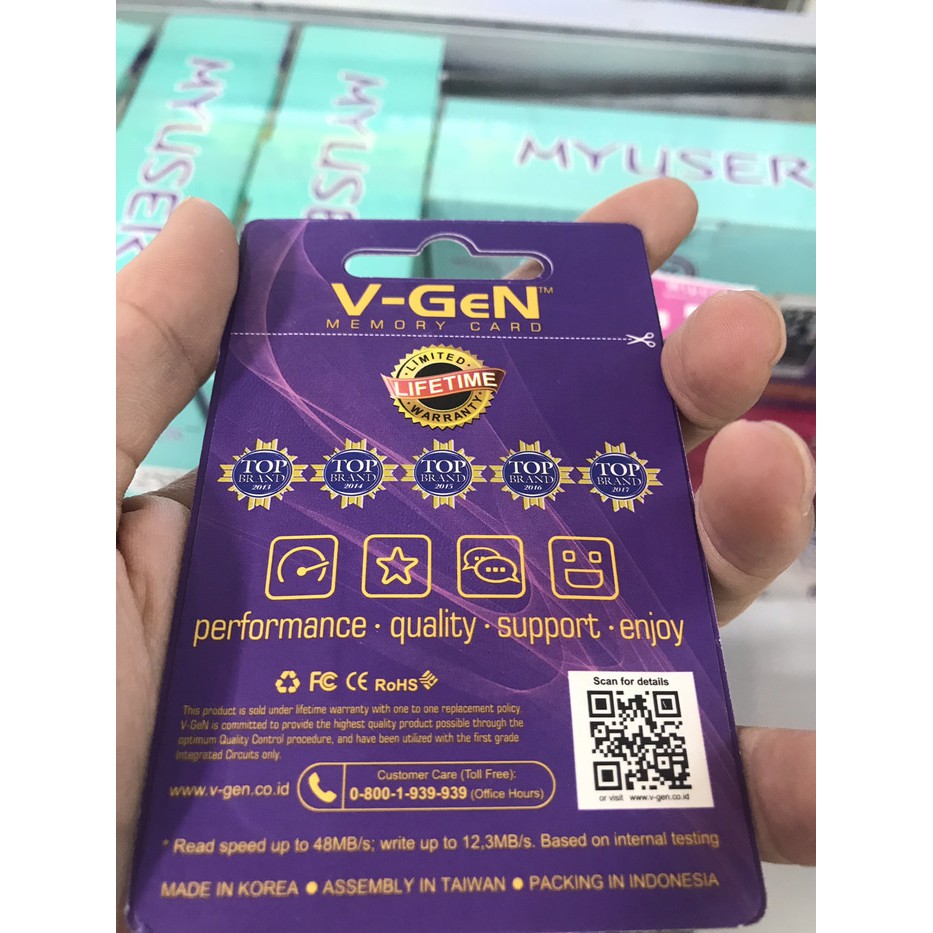 MYUSER
MYUSE
MYUSER
V-GeN™
MEMORY CARD
LIMITED
LIFETIME
WARRANTY
TOP BRAND 2013
TOP BRAND 2014
TOP BRAND 2015
TOP BRAND 2016
TOP BRAND 2017
performance · quality · support · enjoy
FC CE RoHS
This product is sold under lifetime warranty with one to one replacement policy.
V-GeN is committed to provide the highest quality product possible through the
optimum Quality Control procedure, and have been utilized with the first grade
Integrated Circuits only.
www.v-gen.co.id
Customer Care (Toll Free):
0-800-1-939-939 (Office Hours)
Scan for details
or visit www.v-gen.co.id
* Read speed up to 48MB/s; write up to 12,3MB/s. Based on internal testing
MADE IN KOREA ● ASSEMBLY IN TAIWAN ● PACKING IN INDONESIA